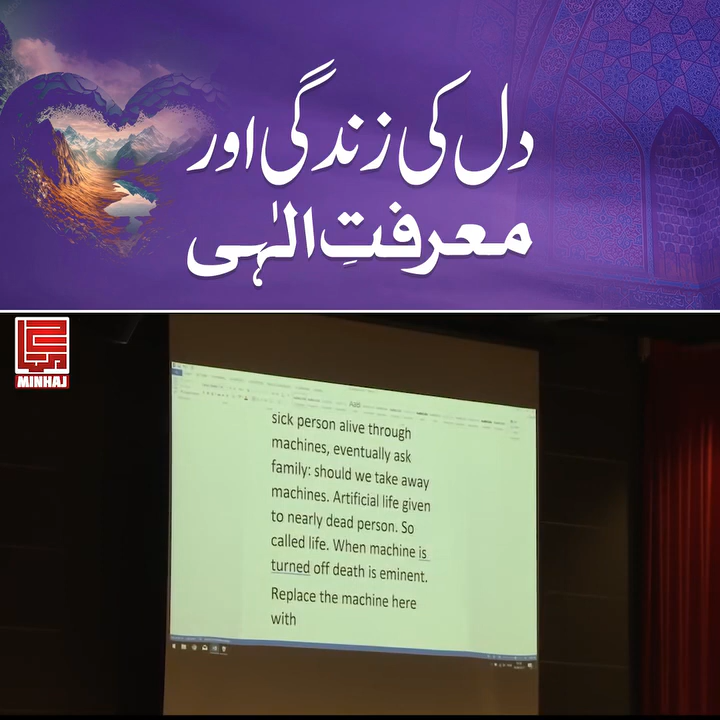 دل کی زندگی اور
معرفتِ الہٰی
MINHAJ
sick person alive through
machines, eventually ask
family: should we take away
machines. Artificial life given
to nearly dead person. So
called life. When machine is
turned off death is eminent.
Replace the machine here
with